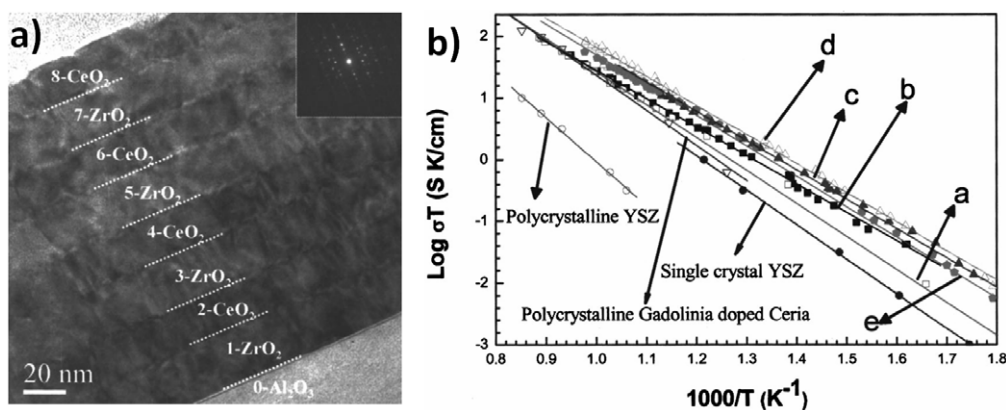 a)
8-CeO₂
7-ZrO₂
6-CeO₂
5-ZrO₂
4-CeO₂
3-ZrO₂
2-CeO₂
1-ZrO₂
0-Al₂O₃
20 nm
b)
Log σT (S K/cm)
2
1
0
-1
-2
-3
d
b
c
a
Polycrystalline YSZ
Single crystal YSZ
Polycrystalline Gadolinia doped Ceria
e
0.8 0.9 1.0 1.1 1.2 1.3 1.4 1.5 1.6 1.7 1.8
1000/T (K⁻¹)